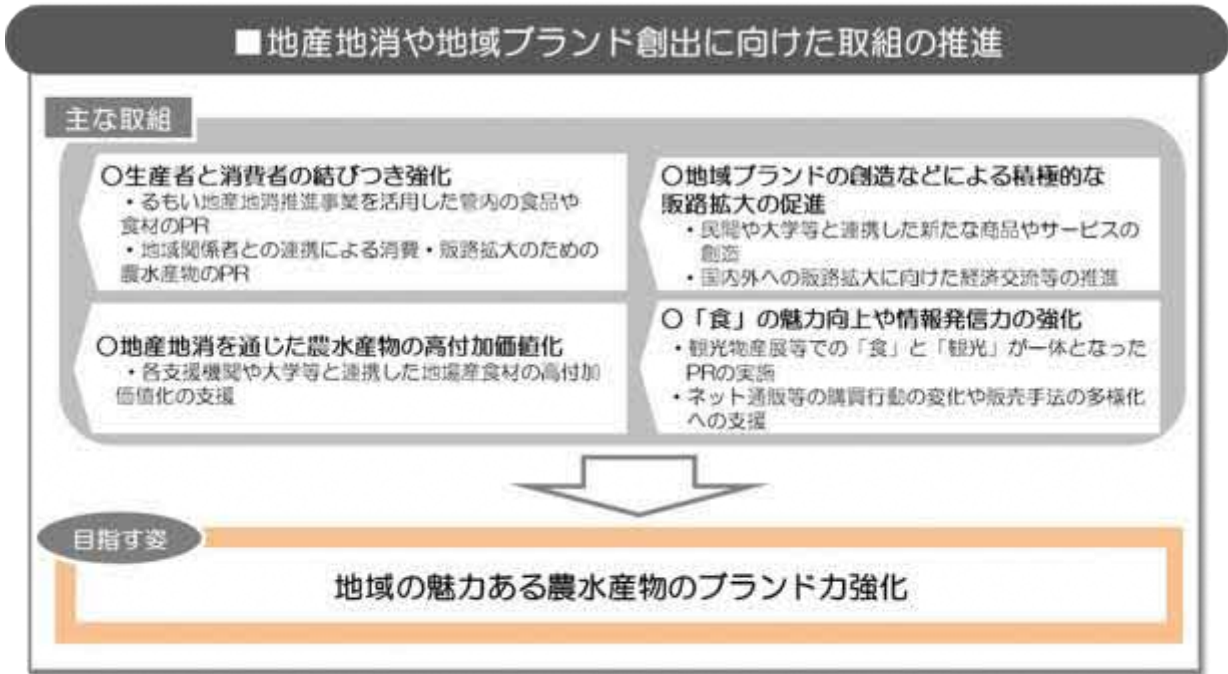 ■地産地消や地域ブランド創出に向けた取組の推進
主な取組
〇生産者と消費者の結びつき強化
・るもい地産地消推進事業を活用した管内の食品や
食材のPR
・地域関係者との連携による消費・販路拡大のための
農水産物のPR
〇地域ブランドの創造などによる積極的な
販路拡大の促進
・民間や大学等と連携した新たな商品やサービスの
創造
・国内外への販路拡大に向けた経済交流等の推進
〇地産地消を通じた農水産物の高付加価値化
・各支援機関や大学等と連携した地場産食材の高付加
価値化の支援
〇「食」の魅力向上や情報発信力の強化
・観光物産展等での「食」と「観光」が一体となった
PRの実施
・ネット通販等の購買行動の変化や販売手法の多様化
への支援
目指す姿
地域の魅力ある農水産物のブランド力強化